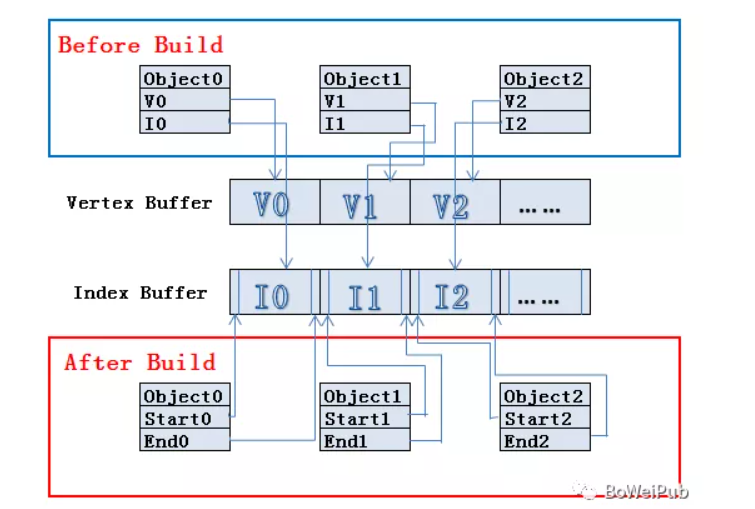 Before Build
Object0 Object1 Object2
V0 V1 V2
I0 I1 I2
Vertex Buffer V0 V1 V2 ……
Index Buffer I0 I1 I2 ……
After Build
Object0 Object1 Object2
Start0 Start1 Start2
End0 End1 End2
BoWeiPub